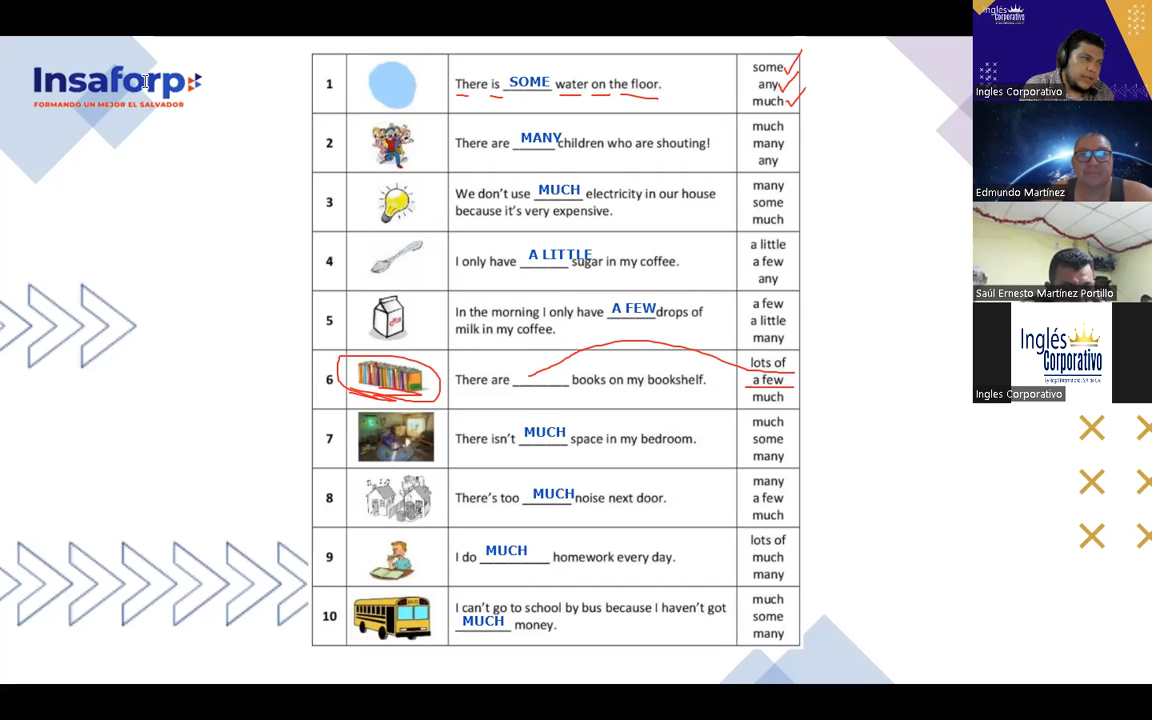 Insaforp
FORMANDO UN MEJOR EL SALVADOR
1
There is SOME water on the floor.
some
any
much
2
There are MANY children who are shouting!
much
many
any
3
We don't use MUCH electricity in our house
because it's very expensive.
many
some
much
4
I only have A LITTLE sugar in my coffee.
a little
a few
any
5
In the morning I only have A FEW drops of
milk in my coffee.
a few
a little
many
6
There are ________ books on my bookshelf.
lots of
a few
much
7
There isn't MUCH space in my bedroom.
much
some
many
8
There's too MUCH noise next door.
many
a few
much
9
I do MUCH homework every day.
lots of
much
many
10
I can't go to school by bus because I haven't got
MUCH money.
much
some
many
Inglés
Corporativo
Ingles Corporativo
Edmundo Martínez
Saúl Ernesto Martínez Portillo
Inglés
Corporativo
Ingles Corporativo